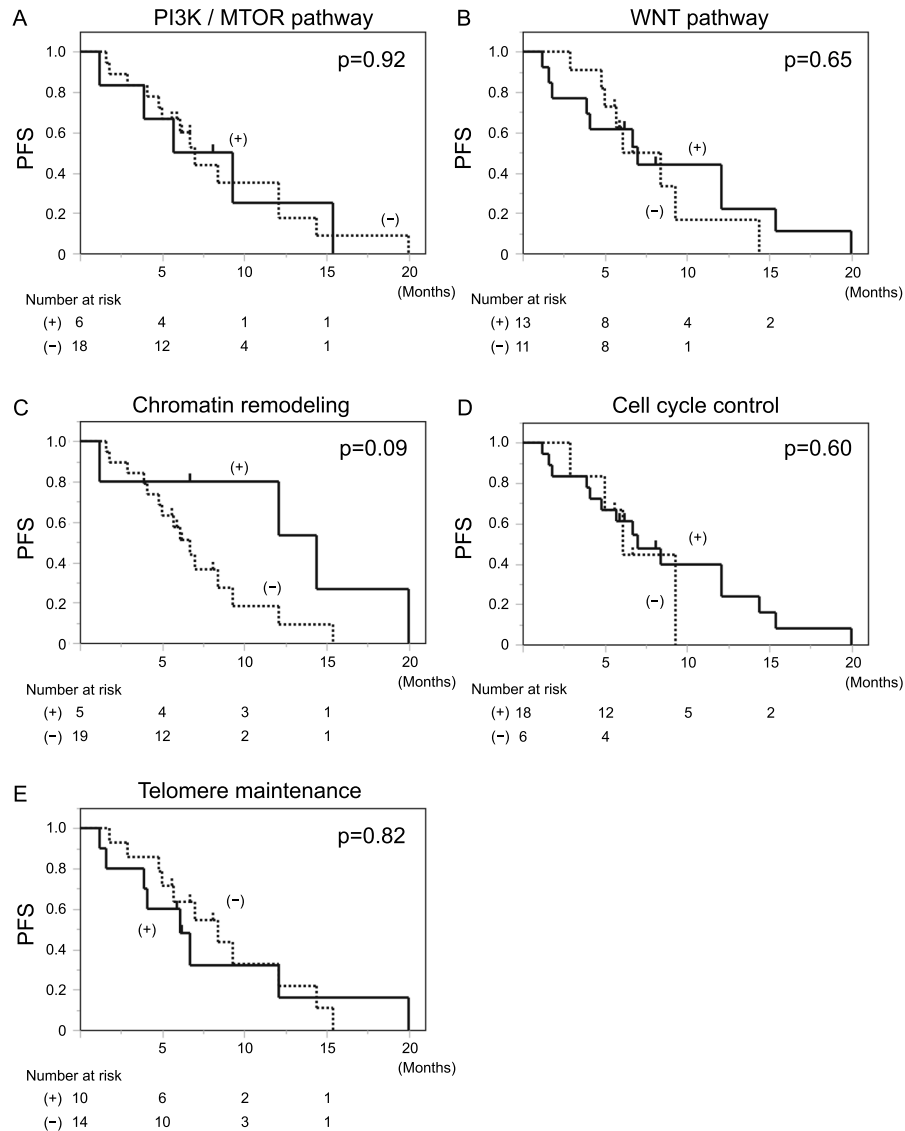 A PI3K / MTOR pathway
p=0.92
PFS
1.0
0.8
0.6
0.4
0.2
0
(+)
(−)
5 10 15 20
(Months)
Number at risk
(+) 6 4 1 1
(−) 18 12 4 1
B WNT pathway
p=0.65
PFS
1.0
0.8
0.6
0.4
0.2
0
(+)
(−)
5 10 15 20
(Months)
Number at risk
(+) 13 8 4 2
(−) 11 8 1
C Chromatin remodeling
p=0.09
PFS
1.0
0.8
0.6
0.4
0.2
0
(+)
(−)
5 10 15 20
(Months)
Number at risk
(+) 5 4 3 1
(−) 19 12 2 1
D Cell cycle control
p=0.60
PFS
1.0
0.8
0.6
0.4
0.2
0
(+)
(−)
5 10 15 20
(Months)
Number at risk
(+) 18 12 5 2
(−) 6 4
E Telomere maintenance
p=0.82
PFS
1.0
0.8
0.6
0.4
0.2
0
(−)
(+)
5 10 15 20
(Months)
Number at risk
(+) 10 6 2 1
(−) 14 10 3 1